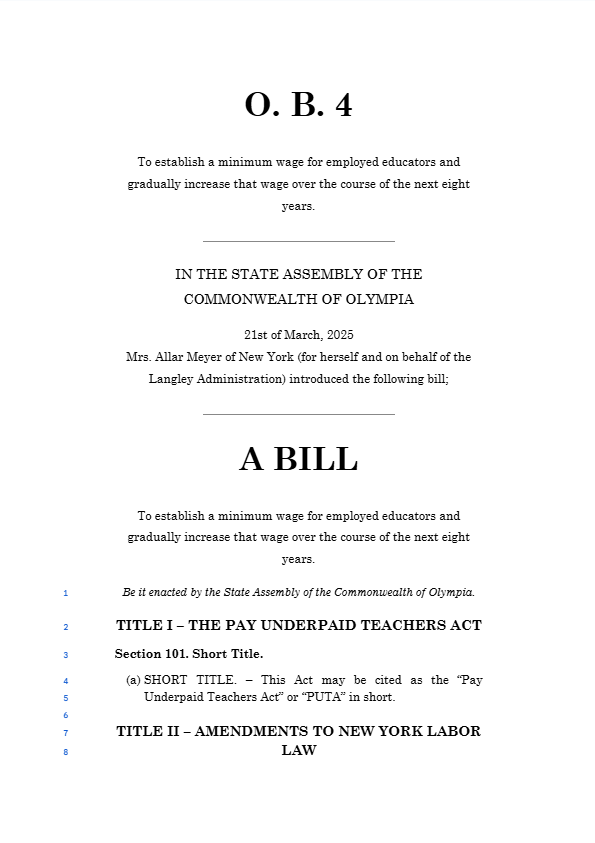 O. B. 4
To establish a minimum wage for employed educators and
gradually increase that wage over the course of the next eight
years.
IN THE STATE ASSEMBLY OF THE
COMMONWEALTH OF OLYMPIA
21st of March, 2025
Mrs. Allar Meyer of New York (for herself and on behalf of the
Langley Administration) introduced the following bill;
A BILL
To establish a minimum wage for employed educators and
gradually increase that wage over the course of the next eight
years.
1 Be it enacted by the State Assembly of the Commonwealth of Olympia.
2 TITLE I – THE PAY UNDERPAID TEACHERS ACT
3 Section 101. Short Title.
4 (a) SHORT TITLE. – This Act may be cited as the “Pay
5 Underpaid Teachers Act” or “PUTA” in short.
6
7 TITLE II – AMENDMENTS TO NEW YORK LABOR
8 LAW